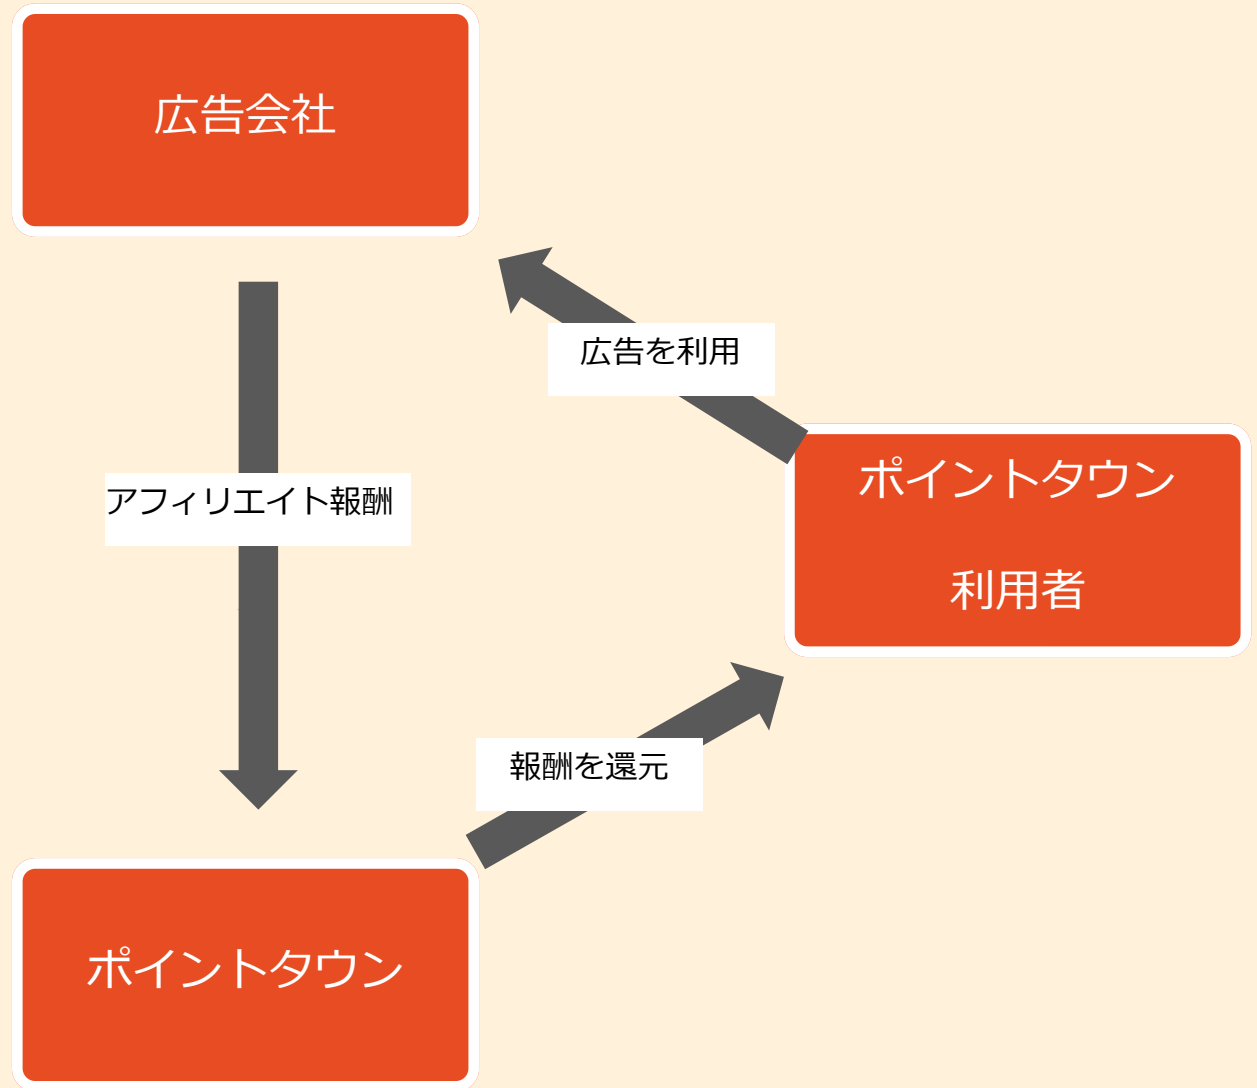 広告会社
広告を利用
アフィリエイト報酬
ポイントタウン
利用者
報酬を還元
ポイントタウン